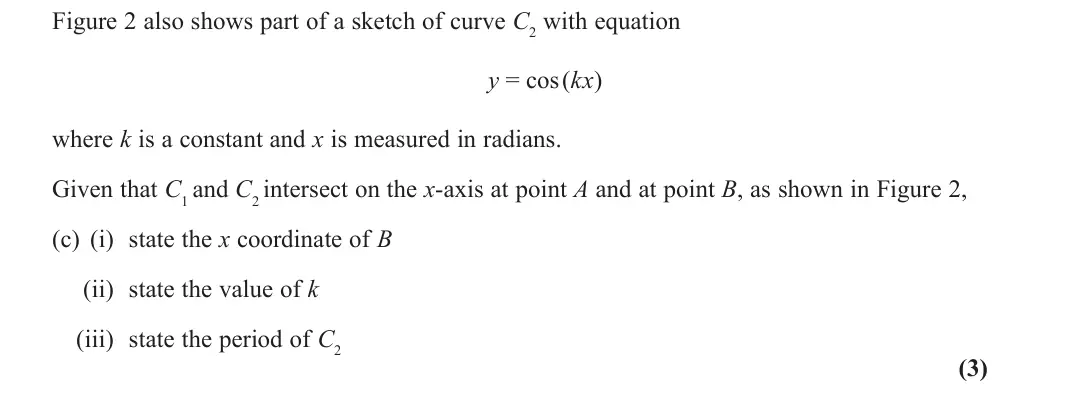 Figure 2 also shows part of a sketch of curve C₂ with equation
y = cos(kx)
where k is a constant and x is measured in radians.
Given that C₁ and C₂ intersect on the x-axis at point A and at point B, as shown in Figure 2,
(c) (i) state the x coordinate of B
(ii) state the value of k
(iii) state the period of C₂
(3)